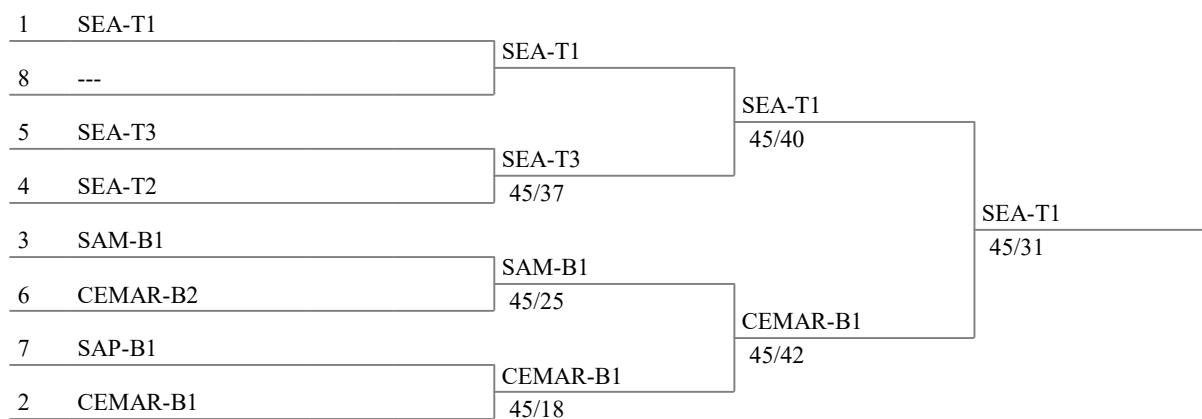 1 SEA-T1
8 ---
5 SEA-T3
4 SEA-T2
3 SAM-B1
6 CEMAR-B2
7 SAP-B1
2 CEMAR-B1
SEA-T1
SEA-T3
45/37
SAM-B1
45/25
CEMAR-B1
45/18
SEA-T1
45/40
CEMAR-B1
45/42
SEA-T1
45/31